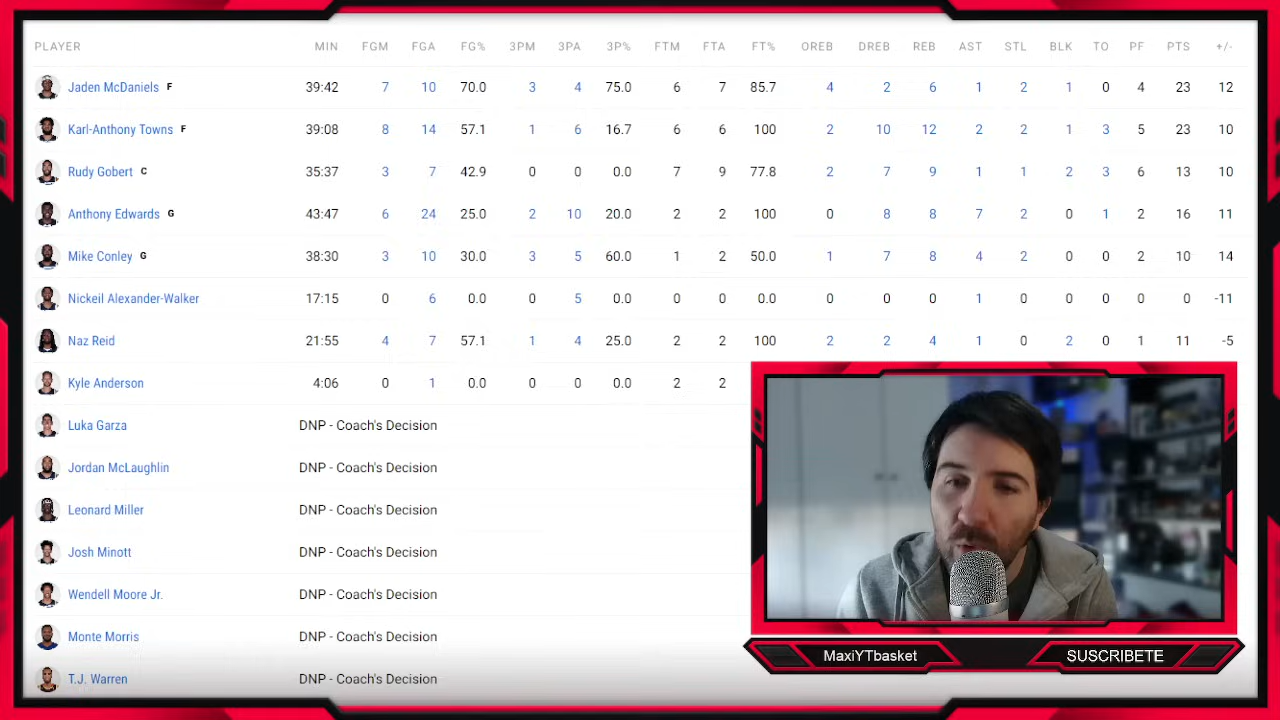 PLAYER MIN FGM FGA FG% 3PM 3PA 3P% FTM FTA FT% OREB DREB REB AST STL BLK TO PF PTS +/-
Jaden McDaniels F 39:42 7 10 70.0 3 4 75.0 6 7 85.7 4 2 6 1 2 1 0 4 23 12
Karl-Anthony Towns F 39:08 8 14 57.1 1 6 16.7 6 6 100 2 10 12 2 2 1 3 5 23 10
Rudy Gobert C 35:37 3 7 42.9 0 0 0.0 7 9 77.8 2 7 9 1 1 2 3 6 13 10
Anthony Edwards G 43:47 6 24 25.0 2 10 20.0 2 2 100 0 8 8 7 2 0 1 2 16 11
Mike Conley G 38:30 3 10 30.0 3 5 60.0 1 2 50.0 1 7 8 4 2 0 0 2 10 14
Nickeil Alexander-Walker 17:15 0 6 0.0 0 5 0.0 0 0 0.0 0 0 0 1 0 0 0 0 0 -11
Naz Reid 21:55 4 7 57.1 1 4 25.0 2 2 100 2 2 4 1 0 2 0 1 11 -5
Kyle Anderson 4:06 0 1 0.0 0 0 0.0 2 2
Luka Garza DNP - Coach's Decision
Jordan McLaughlin DNP - Coach's Decision
Leonard Miller DNP - Coach's Decision
Josh Minott DNP - Coach's Decision
Wendell Moore Jr. DNP - Coach's Decision
Monte Morris DNP - Coach's Decision
T.J. Warren DNP - Coach's Decision
MaxiYTbasket SUSCRIBETE